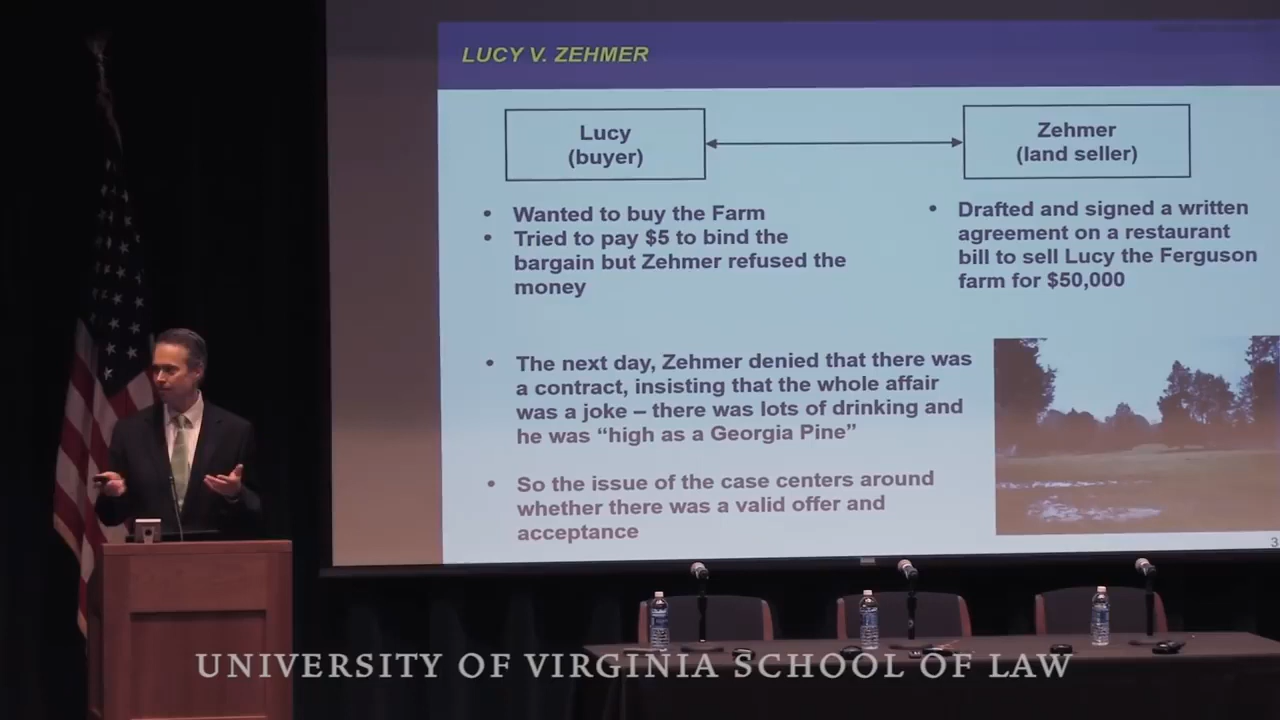 LUCY V. ZEHMER
Lucy
(buyer)
Zehmer
(land seller)
• Wanted to buy the Farm
• Tried to pay $5 to bind the
bargain but Zehmer refused the
money
• Drafted and signed a written
agreement on a restaurant
bill to sell Lucy the Ferguson
farm for $50,000
• The next day, Zehmer denied that there was
a contract, insisting that the whole affair
was a joke – there was lots of drinking and
he was “high as a Georgia Pine”
• So the issue of the case centers around
whether there was a valid offer and
acceptance
3
UNIVERSITY OF VIRGINIA SCHOOL OF LAW